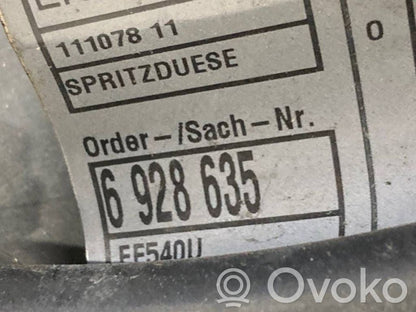 111078 11
SPRITZDUESE
0
Order-/Sach-Nr.
6 928 635
EE540U
Ovoko